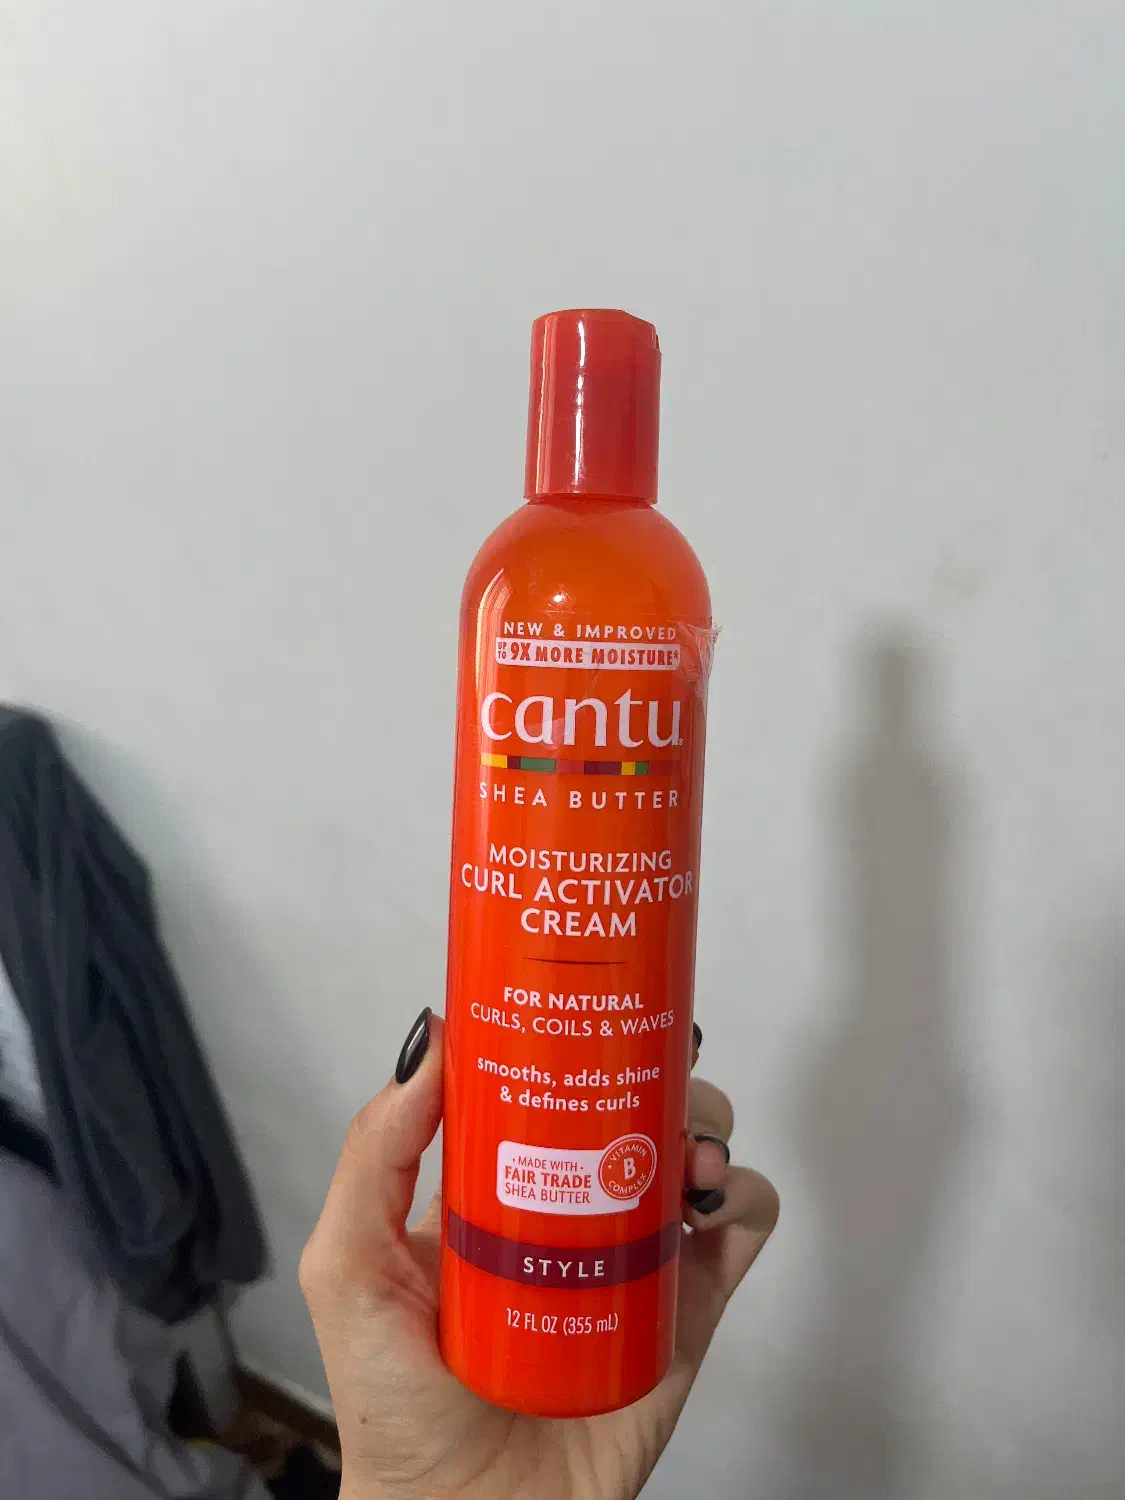 NEW & IMPROVED
UP TO 9X MORE MOISTURE*
cantu®
SHEA BUTTER
MOISTURIZING
CURL ACTIVATOR
CREAM
FOR NATURAL
CURLS, COILS & WAVES
smooths, adds shine
& defines curls
• MADE WITH •
FAIR TRADE
SHEA BUTTER
• VITAMIN •
B
COMPLEX
STYLE
12 FL OZ (355 mL)